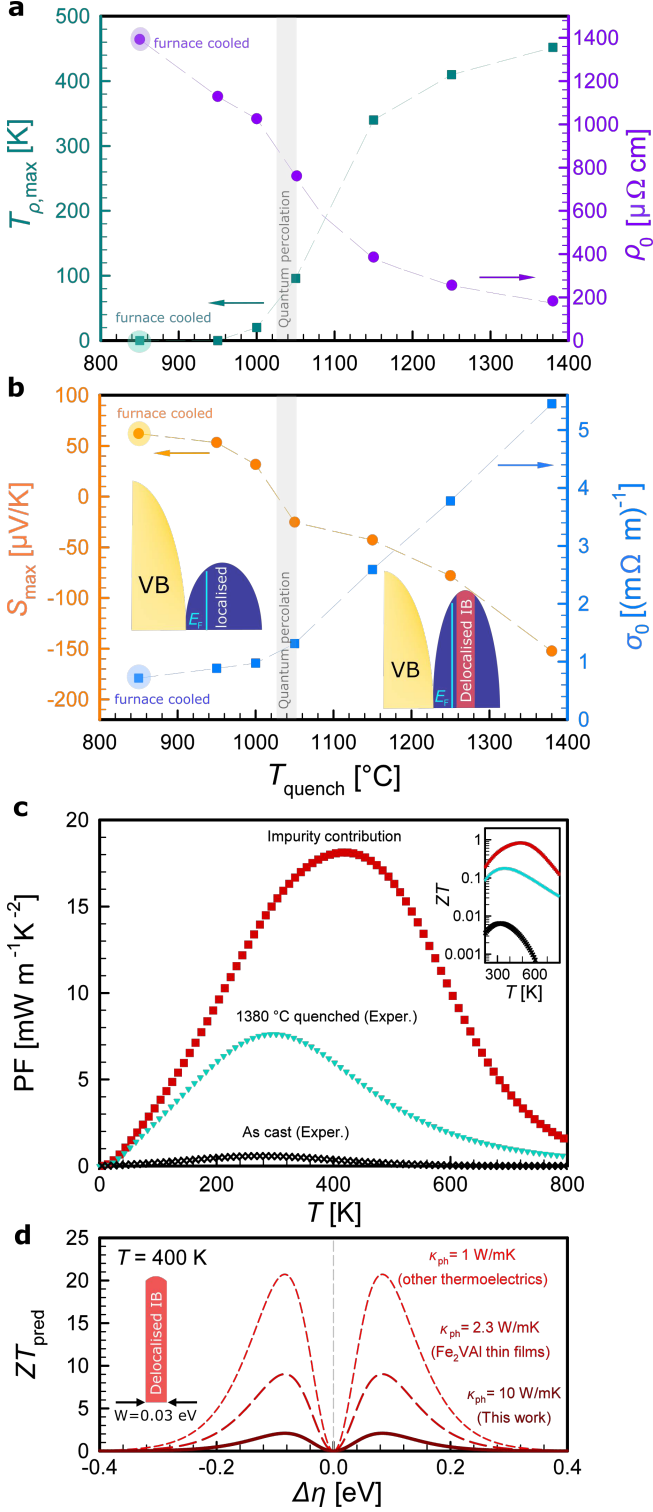 a
500
400
300
200
100
0
T_ρ,max [K]
furnace cooled
furnace cooled
Quantum percolation
1400
1200
1000
800
600
400
200
0
ρ_0 [μΩ cm]
800 900 1000 1100 1200 1300 1400
b
100
50
0
-50
-100
-150
-200
S_max [μV/K]
furnace cooled
VB
E_F
localised
furnace cooled
Quantum percolation
VB
E_F
Delocalised IB
5
4
3
2
1
0
σ_0 [(mΩ m)^-1]
800 900 1000 1100 1200 1300 1400
T_quench [°C]
c
20
15
10
5
0
PF [mW m^-1K^-2]
Impurity contribution
1380 °C quenched (Exper.)
As cast (Exper.)
1
0.1
0.01
0.001
ZT
300 600
T [K]
0 200 400 600 800
T [K]
d
25
20
15
10
5
0
ZT_pred
T = 400 K
Delocalised IB
W=0.03 eV
κ_ph= 1 W/mK
(other thermoelectrics)
κ_ph= 2.3 W/mK
(Fe_2VAl thin films)
κ_ph= 10 W/mK
(This work)
-0.4 -0.2 0.0 0.2 0.4
Δη [eV]